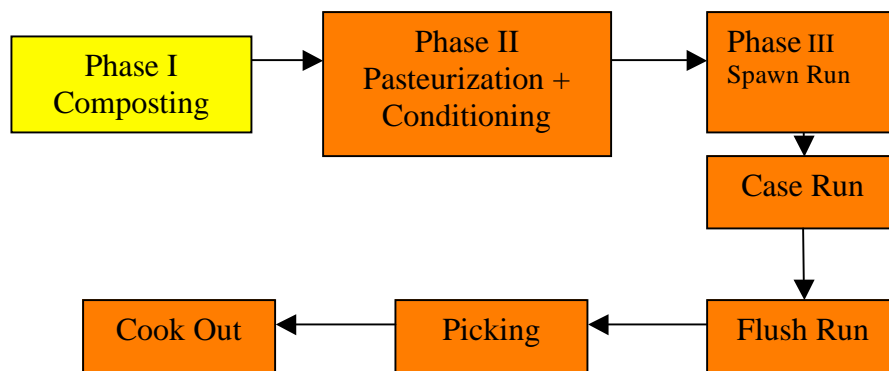 Phase I
Composting
Phase II
Pasteurization +
Conditioning
Phase III
Spawn Run
Case Run
Flush Run
Picking
Cook Out